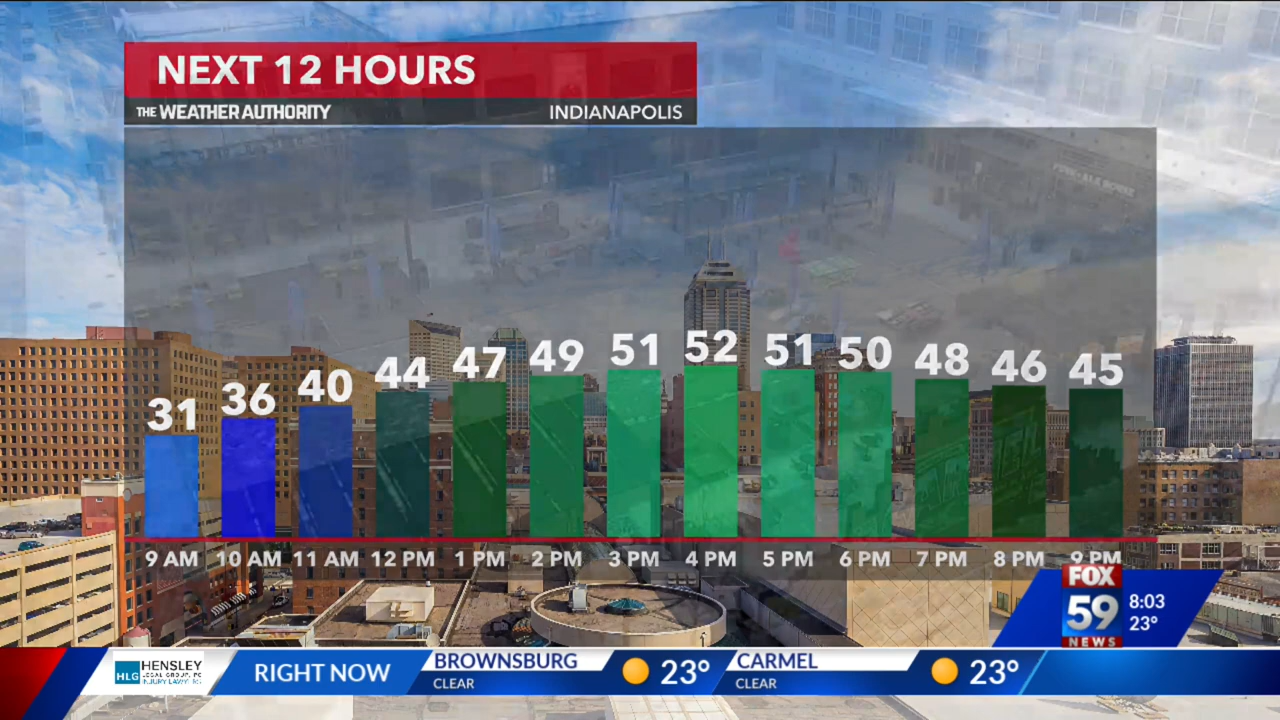 NEXT 12 HOURS
THE WEATHER AUTHORITY INDIANAPOLIS
31 36 40 44 47 49 51 52 51 50 48 46 45
9 AM 10 AM 11 AM 12 PM 1 PM 2 PM 3 PM 4 PM 5 PM 6 PM 7 PM 8 PM 9 PM
FOX
59
NEWS
8:03
23°
HLG
HENSLEY
LEGAL GROUP, PC
INJURY LAWYERS
RIGHT NOW
BROWNSBURG
CLEAR
23°
CARMEL
CLEAR
23°